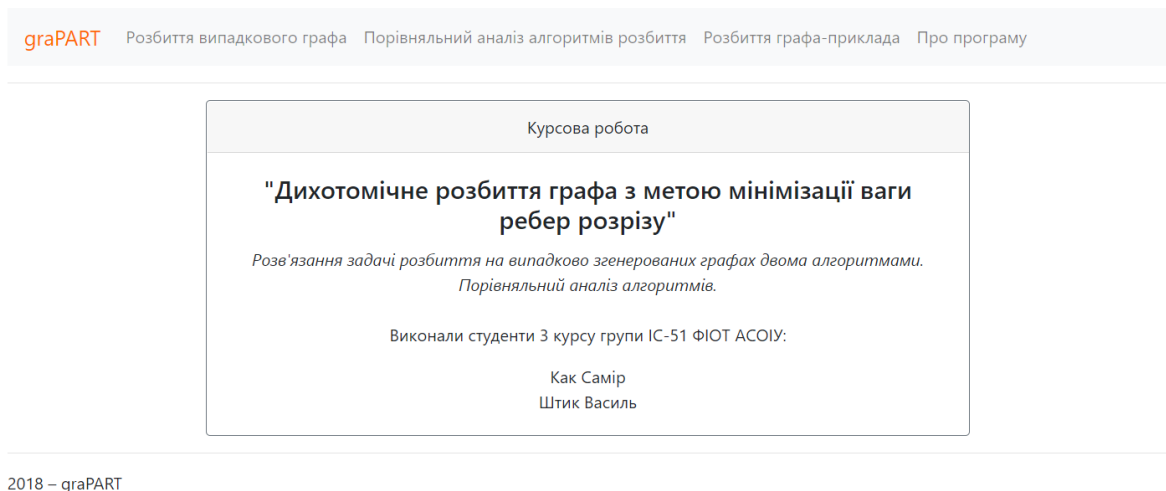 graPART Розбиття випадкового графа Порівняльний аналіз алгоритмів розбиття Розбиття графа-приклада Про програму
Курсова робота
"Дихотомічне розбиття графа з метою мінімізації ваги
ребер розрізу"
Розв'язання задачі розбиття на випадково згенерованих графах двома алгоритмами.
Порівняльний аналіз алгоритмів.
Виконали студенти 3 курсу групи ІС-51 ФІОТ АСОІУ:
Как Самір
Штик Василь
2018 – graPART